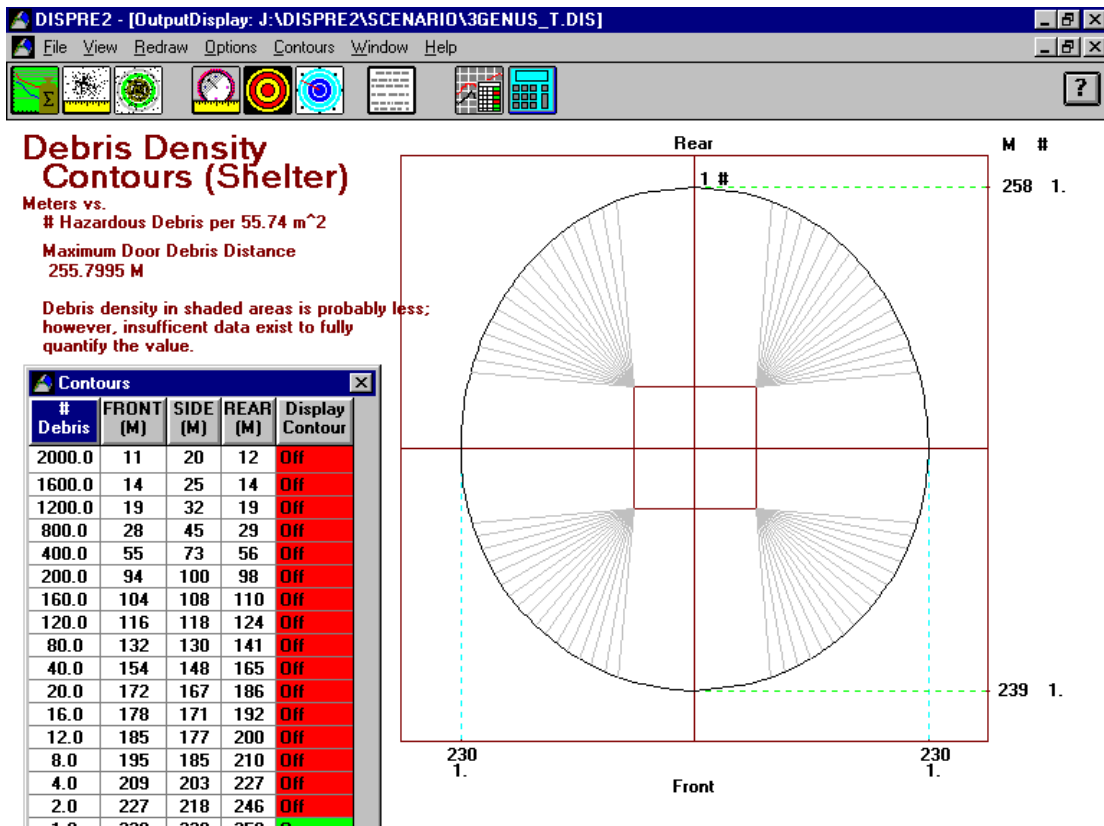 DISPRE2 - [OutputDisplay: J:\DISPRE2\SCENARIO\3GENUS_T.DIS]
File View Redraw Options Contours Window Help
?
Debris Density
Contours (Shelter)
Meters vs.
# Hazardous Debris per 55.74 m^2
Maximum Door Debris Distance
255.7995 M
Debris density in shaded areas is probably less;
however, insufficent data exist to fully
quantify the value.
Contours
# Debris FRONT (M) SIDE (M) REAR (M) Display Contour
2000.0 11 20 12 Off
1600.0 14 25 14 Off
1200.0 19 32 19 Off
800.0 28 45 29 Off
400.0 55 73 56 Off
200.0 94 100 98 Off
160.0 104 108 110 Off
120.0 116 118 124 Off
80.0 132 130 141 Off
40.0 154 148 165 Off
20.0 172 167 186 Off
16.0 178 171 192 Off
12.0 185 177 200 Off
8.0 195 185 210 Off
4.0 209 203 227 Off
2.0 227 218 246 Off
Rear
M #
1 #
258 1.
239 1.
230
1.
230
1.
Front